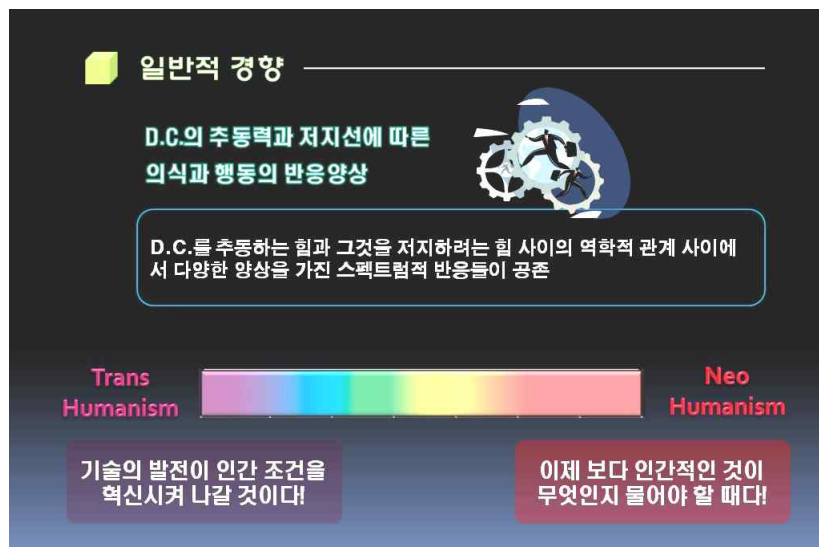 일반적 경향
D.C.의 추동력과 저지선에 따른
의식과 행동의 반응양상
D.C.를 추동하는 힘과 그것을 저지하려는 힘 사이의 역학적 관계 사이에
서 다양한 양상을 가진 스펙트럼적 반응들이 공존
Trans
Humanism
Neo
Humanism
기술의 발전이 인간 조건을
혁신시켜 나갈 것이다!
이제 보다 인간적인 것이
무엇인지 물어야 할 때다!